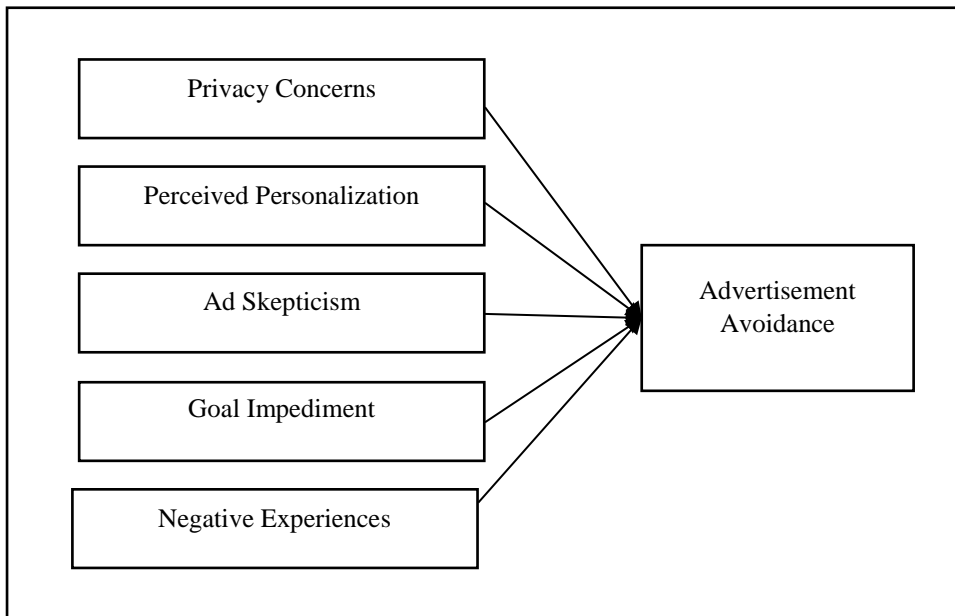 Privacy Concerns
Perceived Personalization
Ad Skepticism
Goal Impediment
Negative Experiences
Advertisement
Avoidance